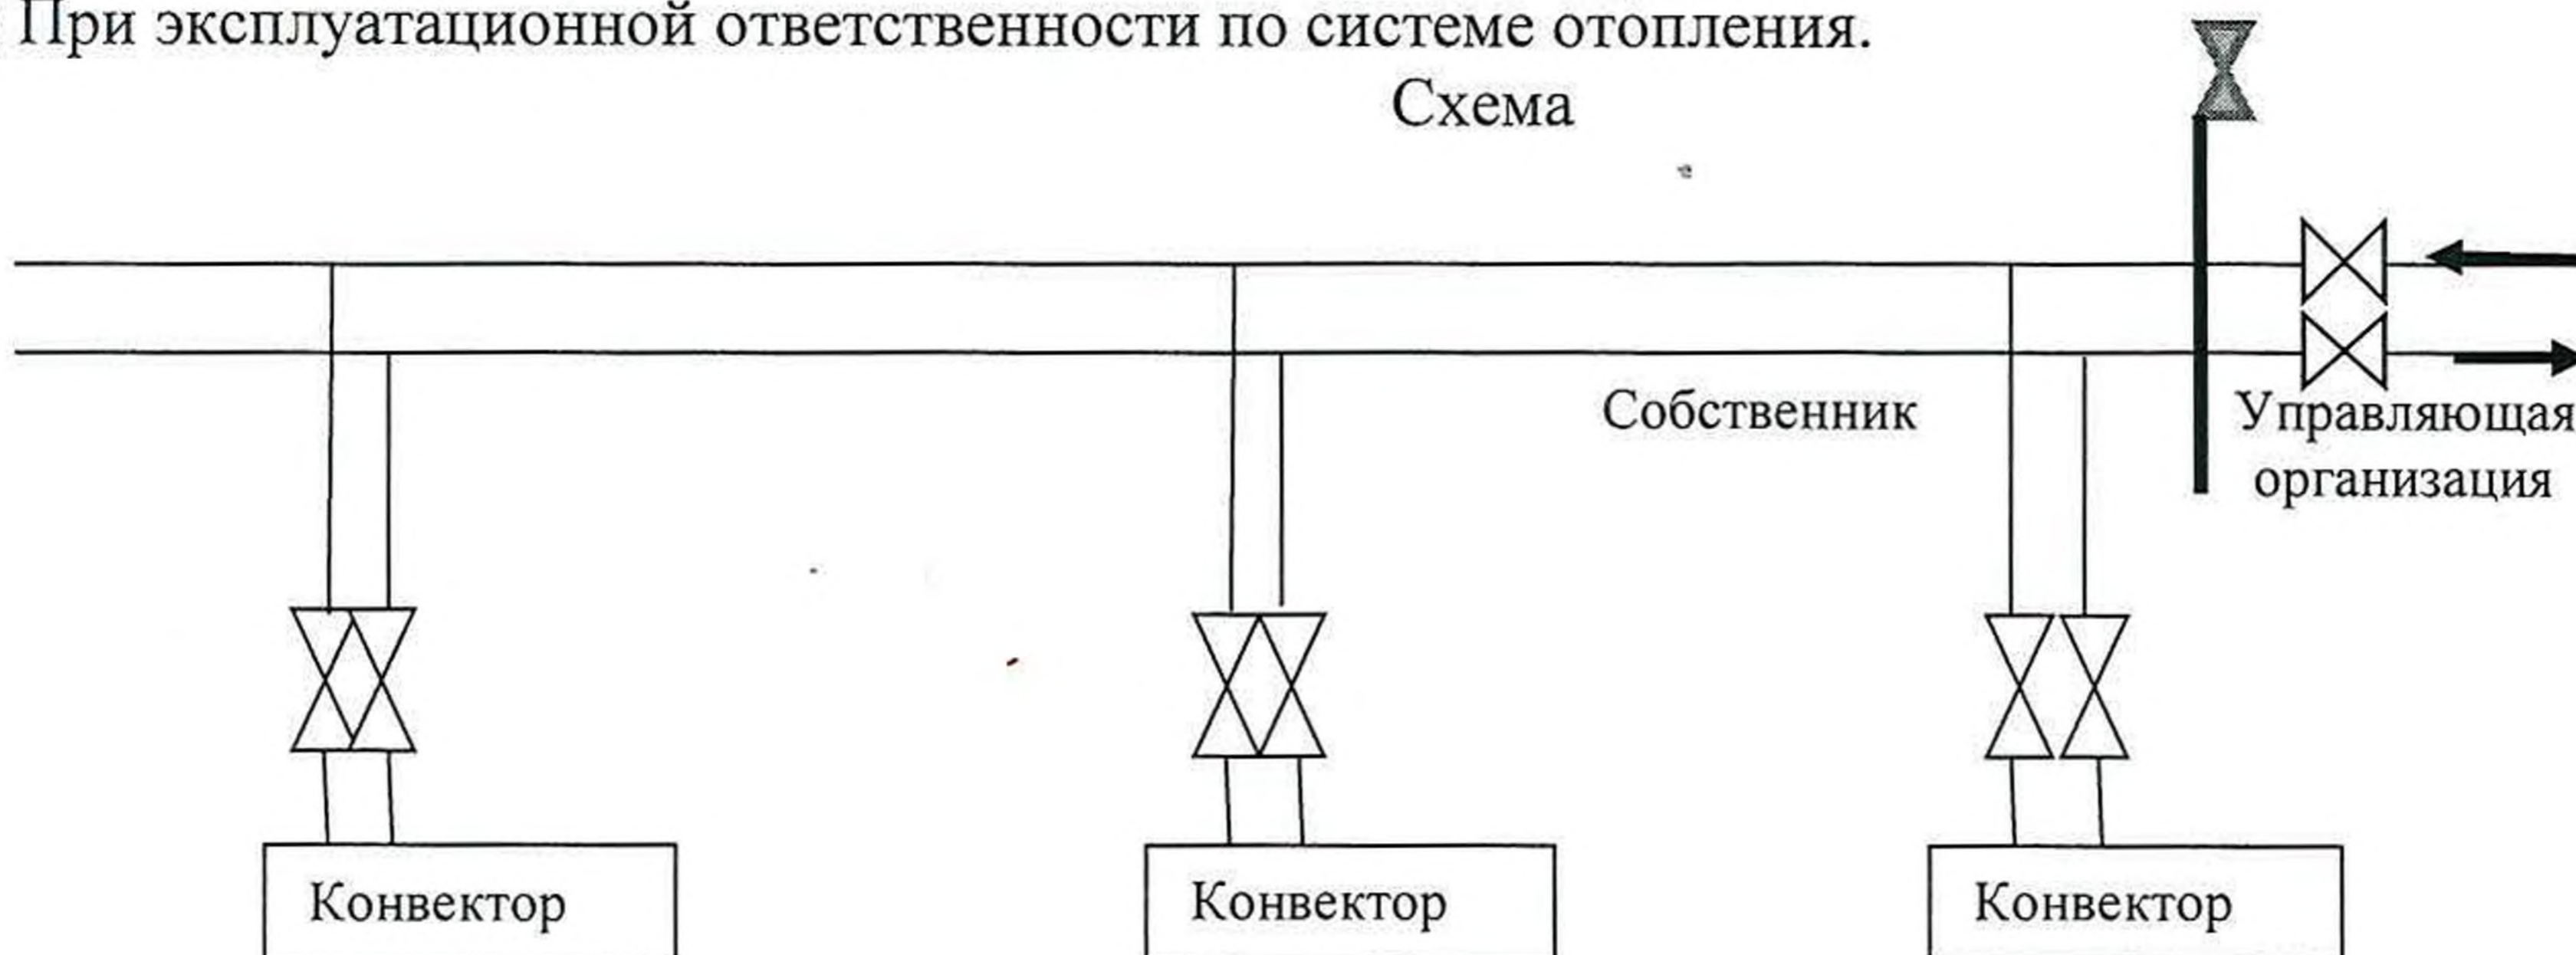 При эксплуатационной ответственности по системе отопления.
Схема
Собственник
Управляющая
организация
Конвектор
Конвектор
Конвектор